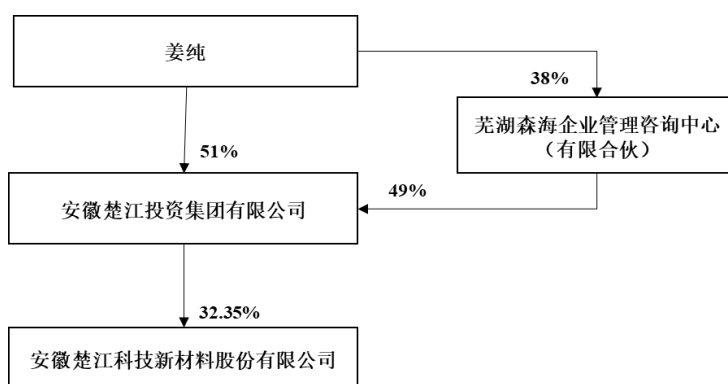 姜纯
38%
芜湖森海企业管理咨询中心
（有限合伙）
51%
49%
安徽楚江投资集团有限公司
32.35%
安徽楚江科技新材料股份有限公司